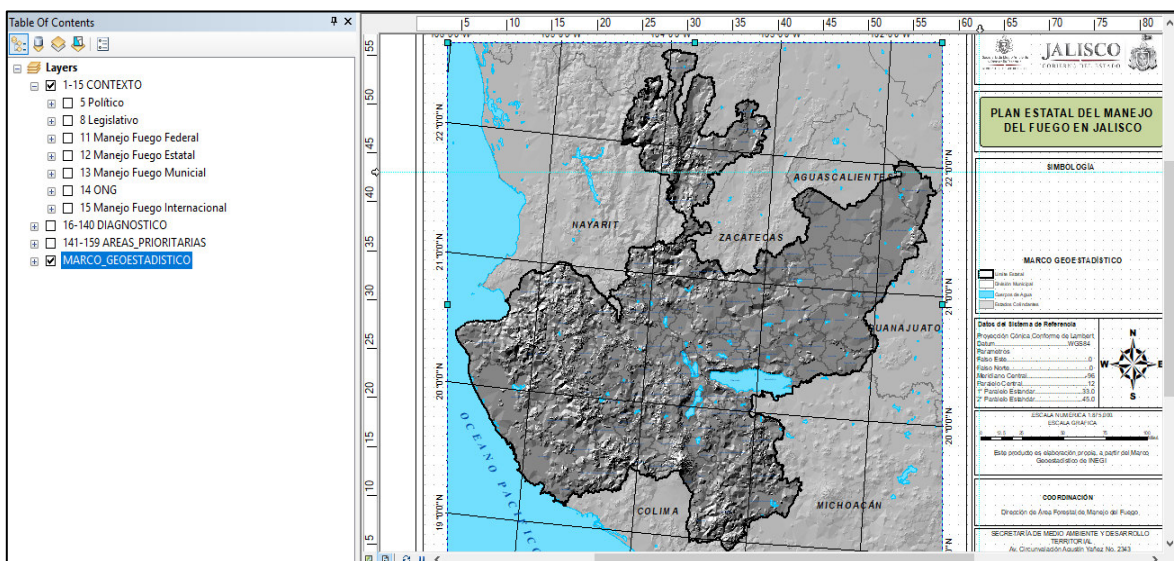 Table Of Contents
Layers
1-15 CONTEXTO
5 Político
8 Legislativo
11 Manejo Fuego Federal
12 Manejo Fuego Estatal
13 Manejo Fuego Municial
14 ONG
15 Manejo Fuego Internacional
16-140 DIAGNOSTICO
141-159 AREAS_PRIORITARIAS
MARCO_GEOESTADISTICO
5 10 15 20 25 30 35 40 45 50 55 60 65 70 75 80
55
50
45
40
35
30
25
20
15
10
5
22°0'0"N
21°0'0"N
20°0'0"N
19°0'0"N
22°0'0"N
21°0'0"N
20°0'0"N
AGUASCALIENTES
NAYARIT
ZACATECAS
GUANAJUATO
OCEANO PACIFICO
COLIMA
MICHOACÁN
JALISCO
GOBIERNO DEL ESTADO
PLAN ESTATAL DEL MANEJO
DEL FUEGO EN JALISCO
SIMBOLOGÍA
MARCO GEOESTADÍSTICO
Límite Estatal
División Municipal
Cuerpos de Agua
Estados Colindantes
Datos del Sistema de Referencia
Proyección Cónica Conforme de Lambert
Datum WGS84
Parámetros
Falso Este 0
Falso Norte 0
Meridiano Central -96
Paralelo Central 12
1° Paralelo Estándar 33.0
2° Paralelo Estándar 45.0
N
W E
S
ESCALA GRÁFICA
Este producto es elaboración propia, a partir del Marco
Geoestadístico de INEGI
COORDINACIÓN
Dirección de Área Forestal de Manejo del Fuego
SECRETARÍA DE MEDIO AMBIENTE Y DESARROLLO
TERRITORIAL
Av. Circunvalación Agustín Yañez No. 2343